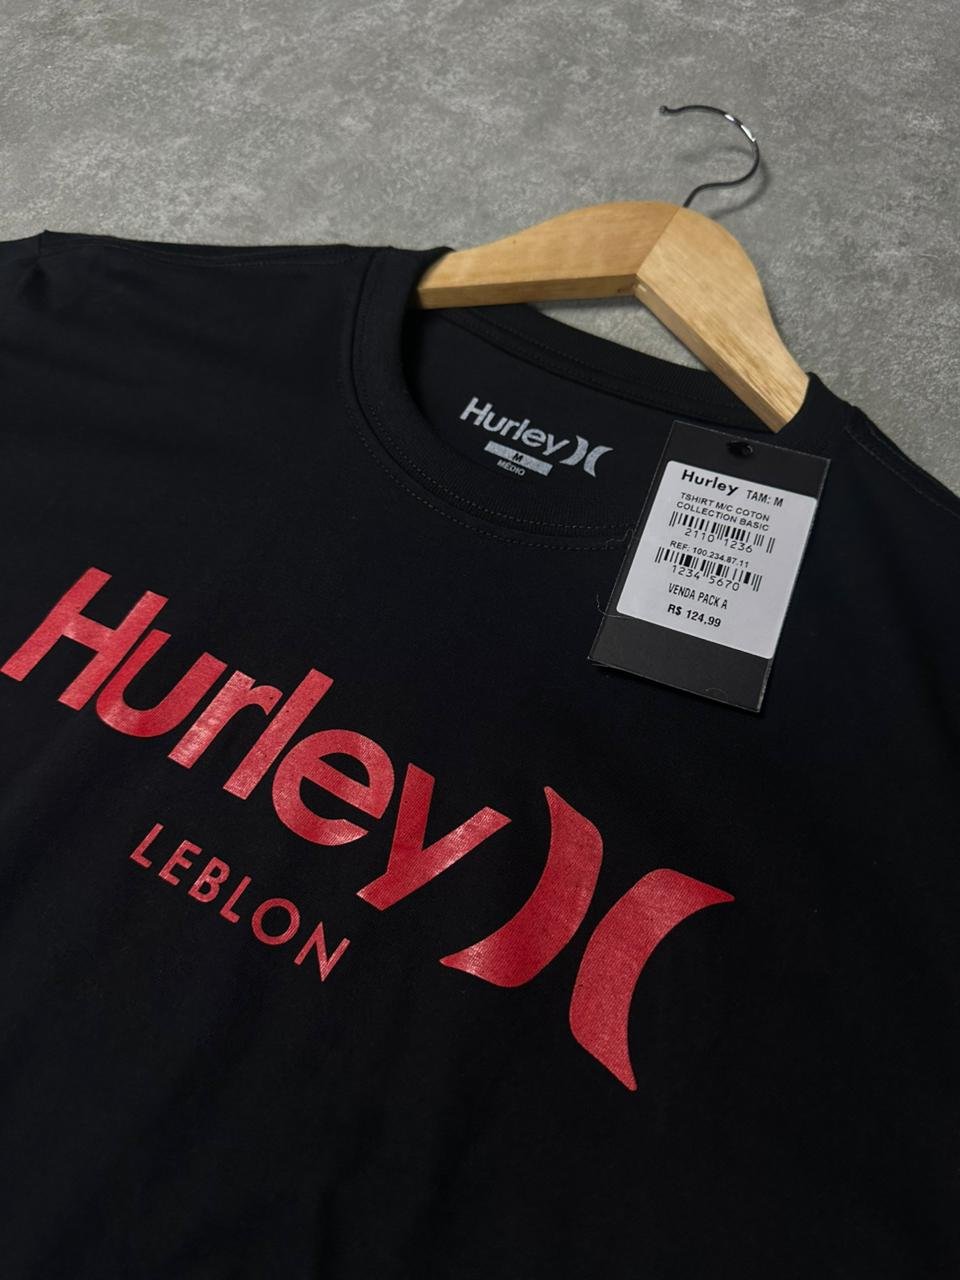 Hurley
M
MÉDIO
Hurley TAM: M
TSHIRT M/C COTON
COLLECTION BASIC
2110 1236
REF: 100.234.87.11
1234 5670
VENDA PACK A
R$ 124,99
Hurley
LEBLON